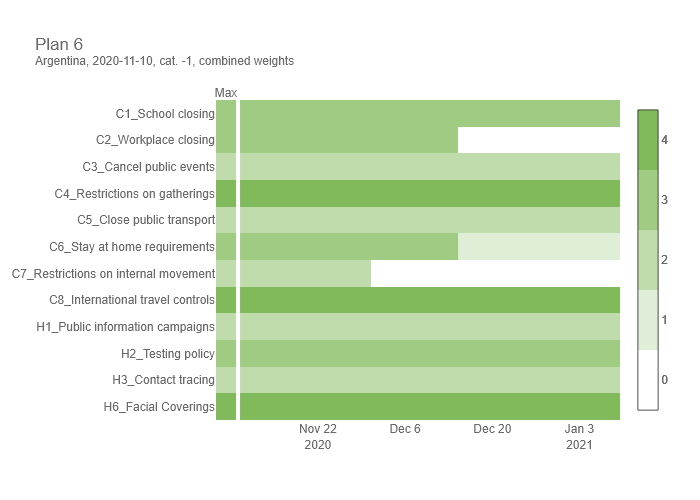 Plan 6
Argentina, 2020-11-10, cat. -1, combined weights
Max
C1_School closing
C2_Workplace closing
C3_Cancel public events
C4_Restrictions on gatherings
C5_Close public transport
C6_Stay at home requirements
C7_Restrictions on internal movement
C8_International travel controls
H1_Public information campaigns
H2_Testing policy
H3_Contact tracing
H6_Facial Coverings
Nov 22 Dec 6 Dec 20 Jan 3
2020 2021
4
3
2
1
0